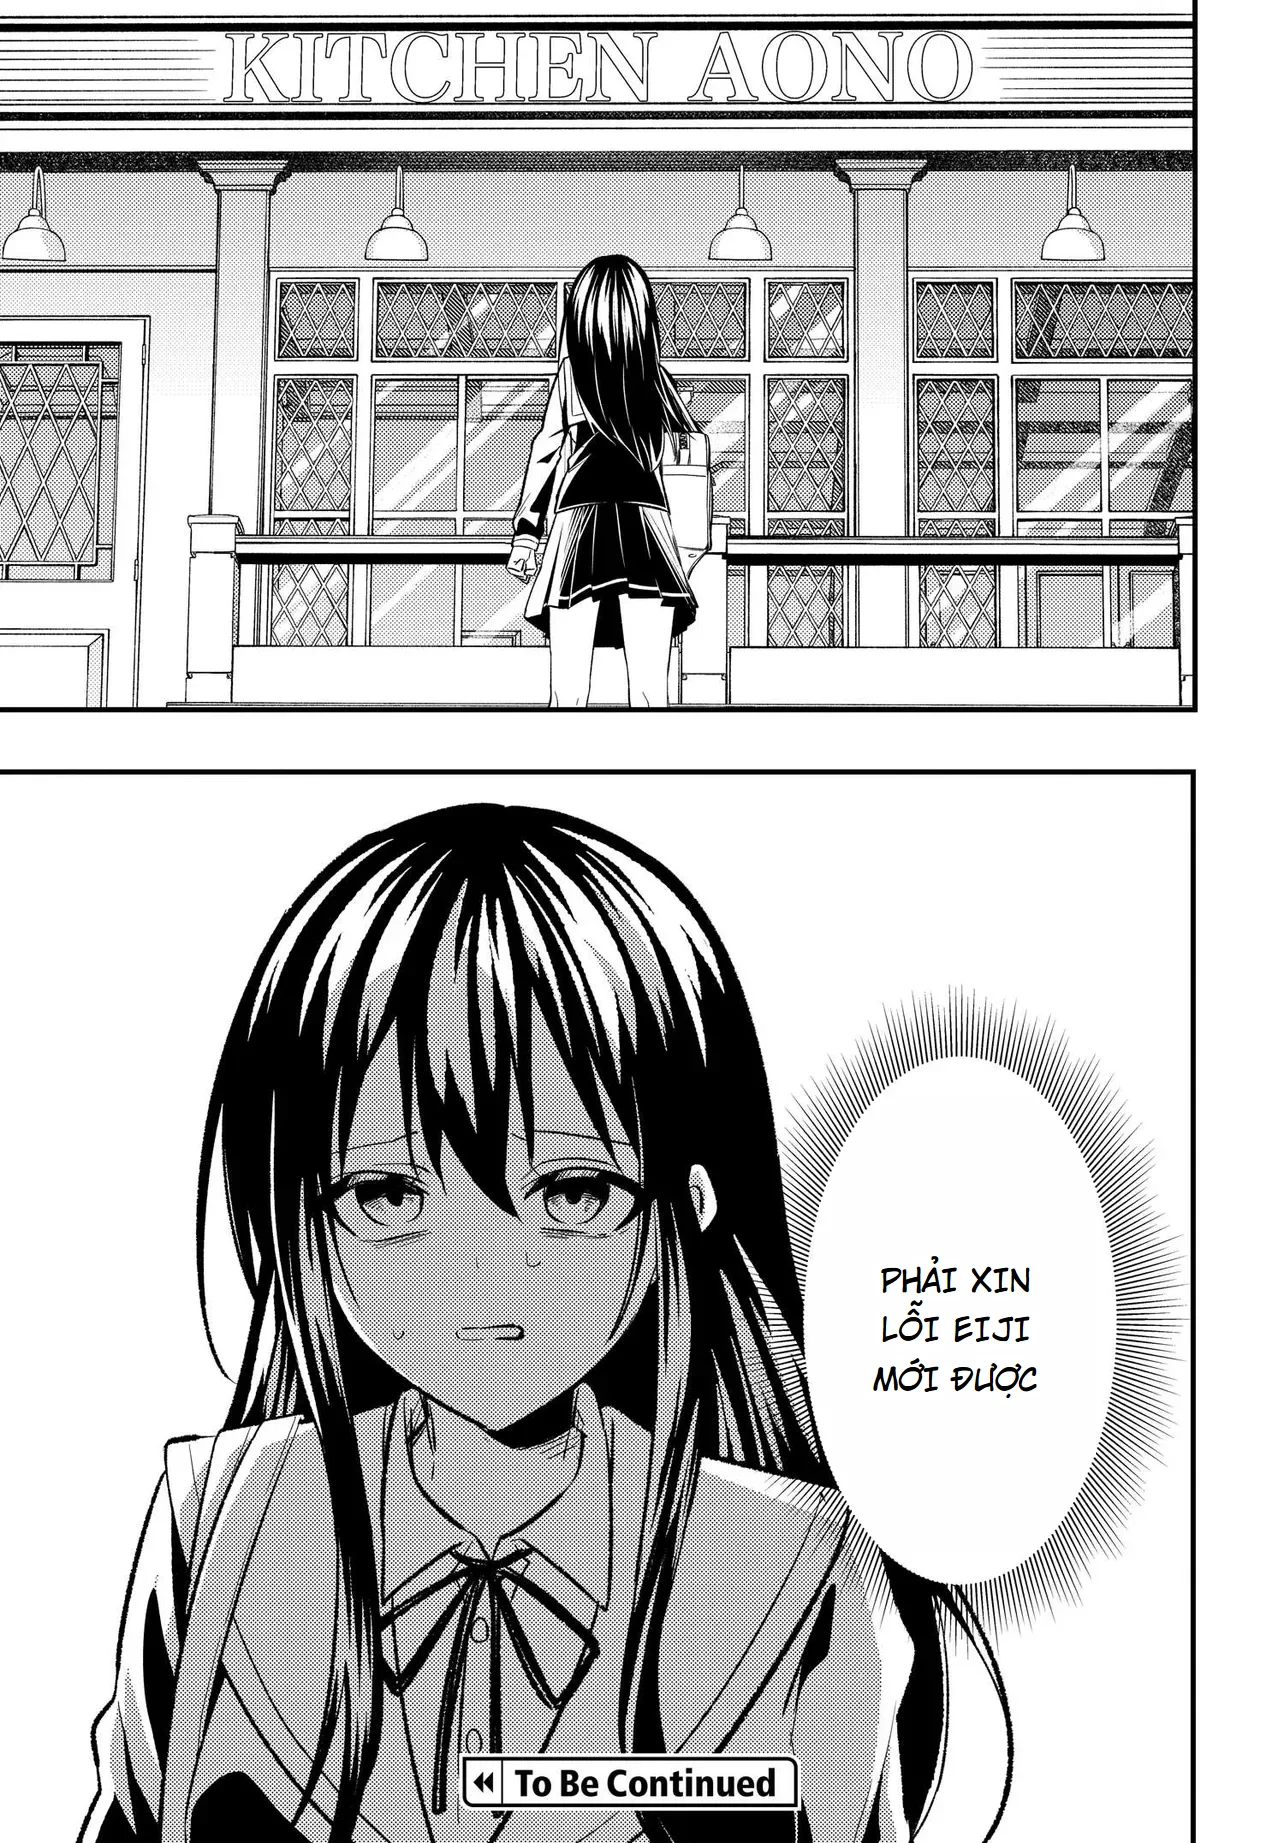 KITCHEN AONO
PHẢI XIN
LỖI EIJI
MỚI ĐƯỢC
To Be Continued